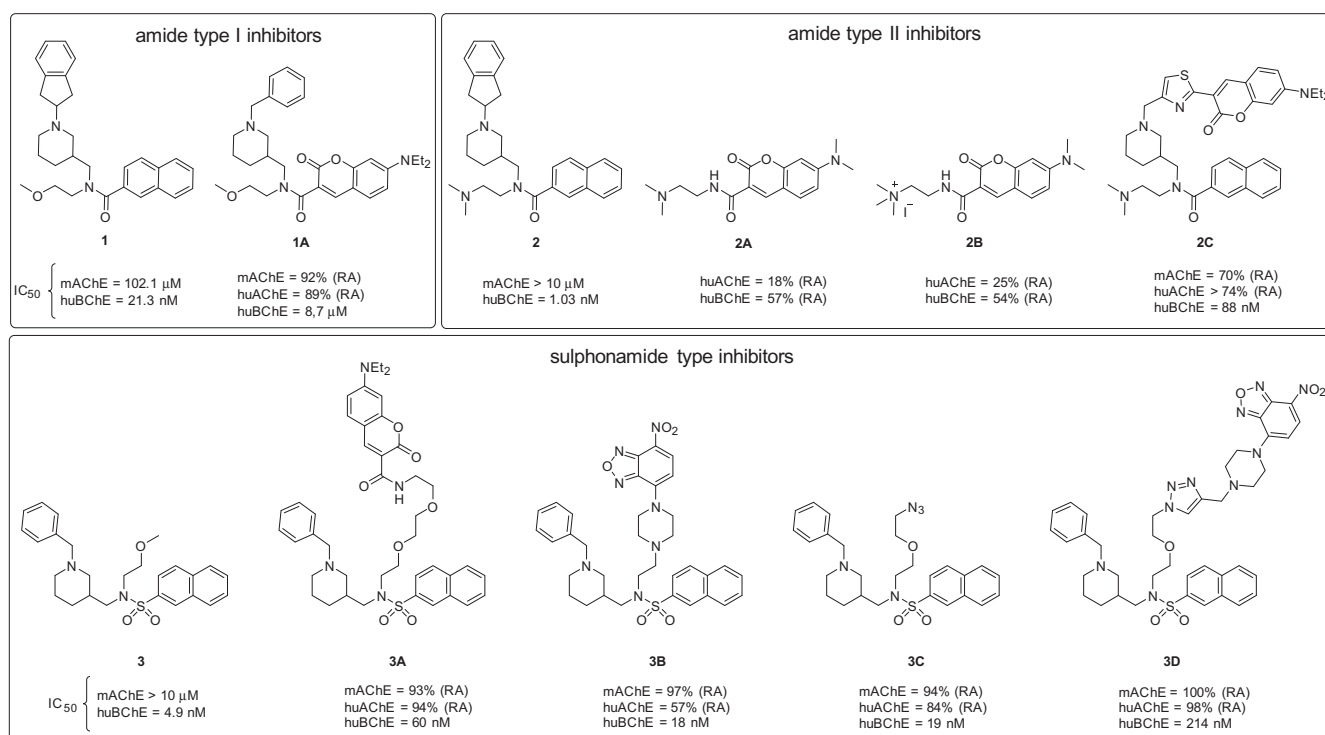 amide type I inhibitors
N
O
N
O
1
N
O
N
O
O
O
NEt2
1A
IC50
mAChE = 102.1 μM
huBChE = 21.3 nM
mAChE = 92% (RA)
huAChE = 89% (RA)
huBChE = 8,7 μM
amide type II inhibitors
N
N
N
O
2
N
H
N
O
O
O
N
2A
N
+
I−
H
N
O
O
O
N
2B
S
N
O
O
NEt2
N
N
N
O
2C
mAChE > 10 μM
huBChE = 1.03 nM
huAChE = 18% (RA)
huBChE = 57% (RA)
huAChE = 25% (RA)
huBChE = 54% (RA)
mAChE = 70% (RA)
huAChE > 74% (RA)
huBChE = 88 nM
sulphonamide type inhibitors
O
N
N
S
O
O
3
NEt2
O
O
O
N
H
O
O
N
N
S
O
O
3A
NO2
N
O
N
N
N
N
N
S
O
O
3B
N3
O
N
N
S
O
O
3C
NO2
O
N
N
N
N
N
N
N
O
N
N
S
O
O
3D
IC50
mAChE > 10 μM
huBChE = 4.9 nM
mAChE = 93% (RA)
huAChE = 94% (RA)
huBChE = 60 nM
mAChE = 97% (RA)
huAChE = 57% (RA)
huBChE = 18 nM
mAChE = 94% (RA)
huAChE = 84% (RA)
huBChE = 19 nM
mAChE = 100% (RA)
huAChE = 98% (RA)
huBChE = 214 nM